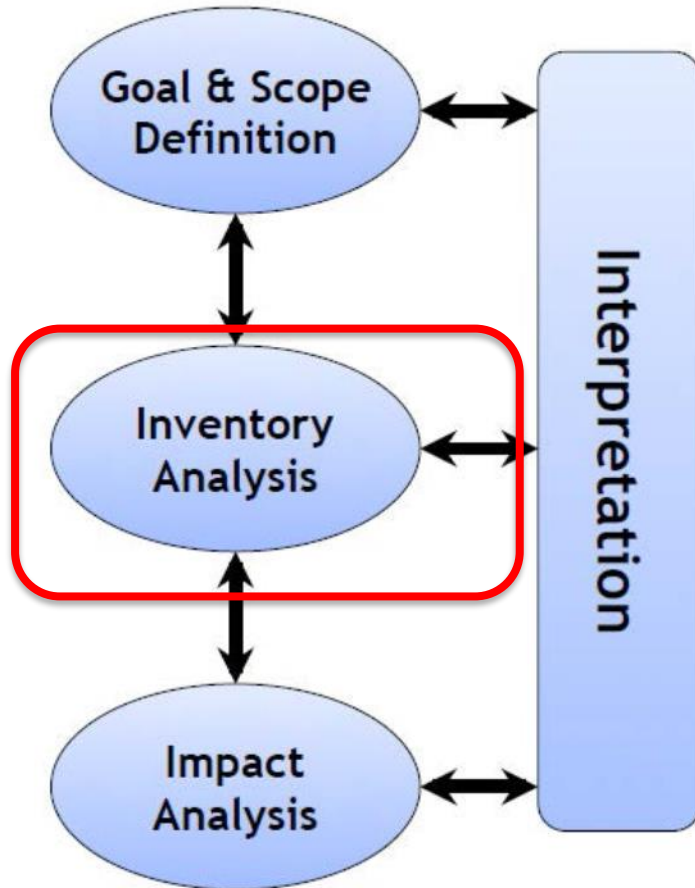 Goal & Scope
Definition
Inventory
Analysis
Impact
Analysis
Interpretation